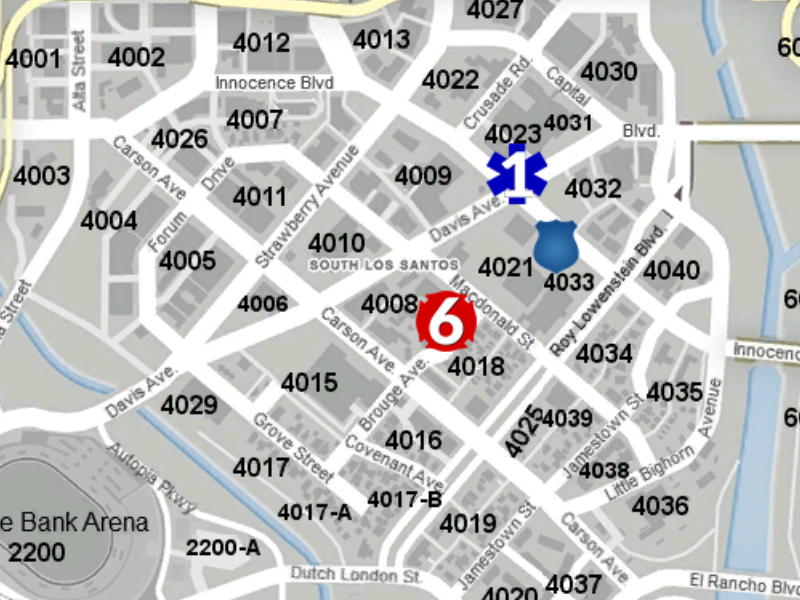 4027
4001
Alta Street
4002
4012
4013
60
Innocence Blvd
4022
Crusade Rd.
Capital
4030
4026
4007
4023
4031
Blvd.
Carson Ave
4003
Forum Drive
4011
Strawberry Avenue
4009
1
4032
4004
4005
4010
Davis Ave.
SOUTH LOS SANTOS
4021
4033
4040
4006
4008
6
Macdonald St
Roy Lowenstein Blvd.
a Street
Carson Ave.
4018
4034
Innocenc
4015
Brouge Ave.
4035
Avenue
Davis Ave.
4029
Grove Street
4016
4025
4039
Jamestown St
4017
Covenant Ave
4038
Little Bighorn
Autopia Pkwy
4017-A
4017-B
4019
4036
e Bank Arena
2200
2200-A
Jamestown St
Carson Ave.
Dutch London St.
4020
4037
El Rancho Blvd